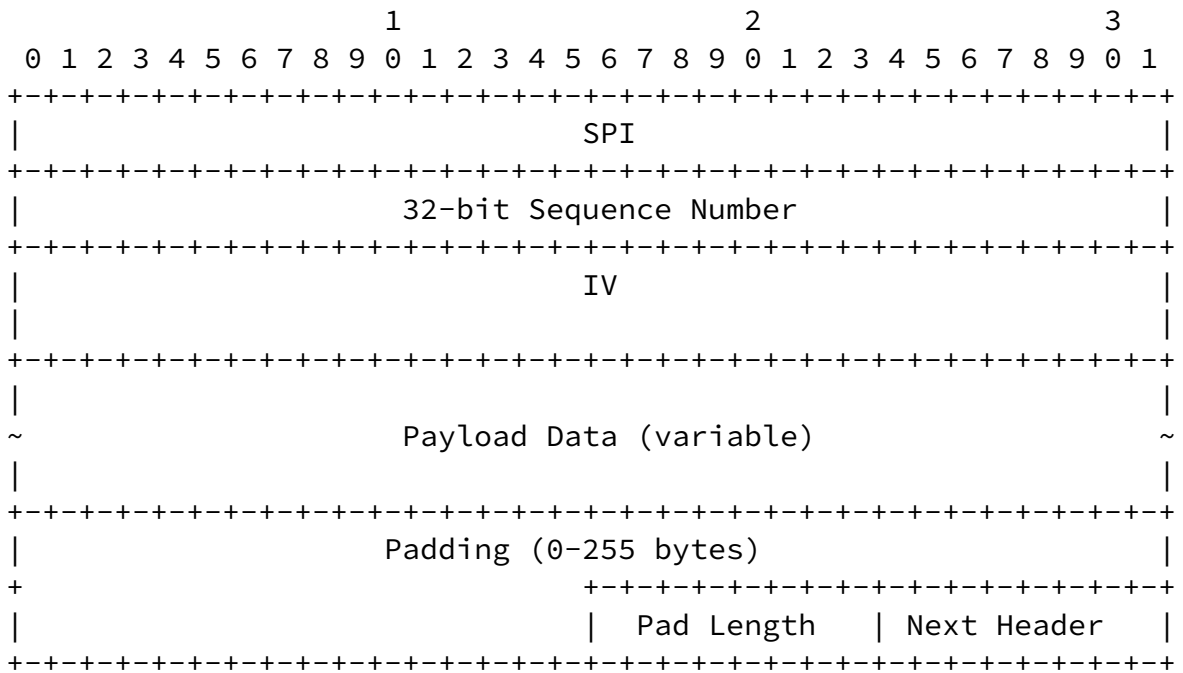 1                   2                   3
 0 1 2 3 4 5 6 7 8 9 0 1 2 3 4 5 6 7 8 9 0 1 2 3 4 5 6 7 8 9 0 1
+-+-+-+-+-+-+-+-+-+-+-+-+-+-+-+-+-+-+-+-+-+-+-+-+-+-+-+-+-+-+-+-+
|                               SPI                             |
+-+-+-+-+-+-+-+-+-+-+-+-+-+-+-+-+-+-+-+-+-+-+-+-+-+-+-+-+-+-+-+-+
|                     32-bit Sequence Number                    |
+-+-+-+-+-+-+-+-+-+-+-+-+-+-+-+-+-+-+-+-+-+-+-+-+-+-+-+-+-+-+-+-+
|                               IV                              |
|                                                               |
+-+-+-+-+-+-+-+-+-+-+-+-+-+-+-+-+-+-+-+-+-+-+-+-+-+-+-+-+-+-+-+-+
|                                                               |
~                     Payload Data (variable)                   ~
|                                                               |
+-+-+-+-+-+-+-+-+-+-+-+-+-+-+-+-+-+-+-+-+-+-+-+-+-+-+-+-+-+-+-+-+
|                    Padding (0-255 bytes)                      |
+                               +-+-+-+-+-+-+-+-+-+-+-+-+-+-+-+-+
|                               |  Pad Length   | Next Header   |
+-+-+-+-+-+-+-+-+-+-+-+-+-+-+-+-+-+-+-+-+-+-+-+-+-+-+-+-+-+-+-+-+